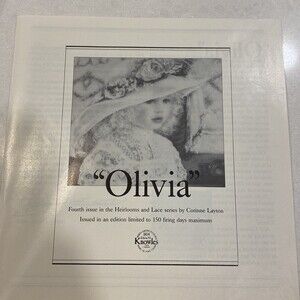 "Olivia"
Fourth issue in the Heirlooms and Lace series by Corinne Layton
Issued in an edition limited to 150 firing days maximum
Knowles